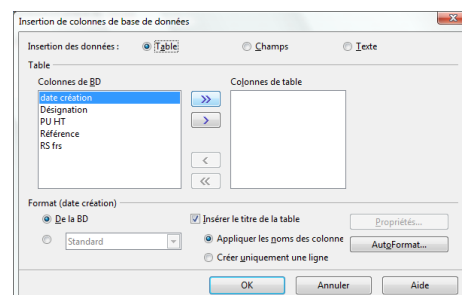 Insertion de colonnes de base de données
Insertion des données : Table Champs Texte
Table
Colonnes de BD Colonnes de table
date création
Désignation
PU HT
Référence
RS frs
Format (date création)
De la BD Insérer le titre de la table Propriétés...
Standard Appliquer les noms des colonne AutoFormat...
Créer uniquement une ligne
OK Annuler Aide